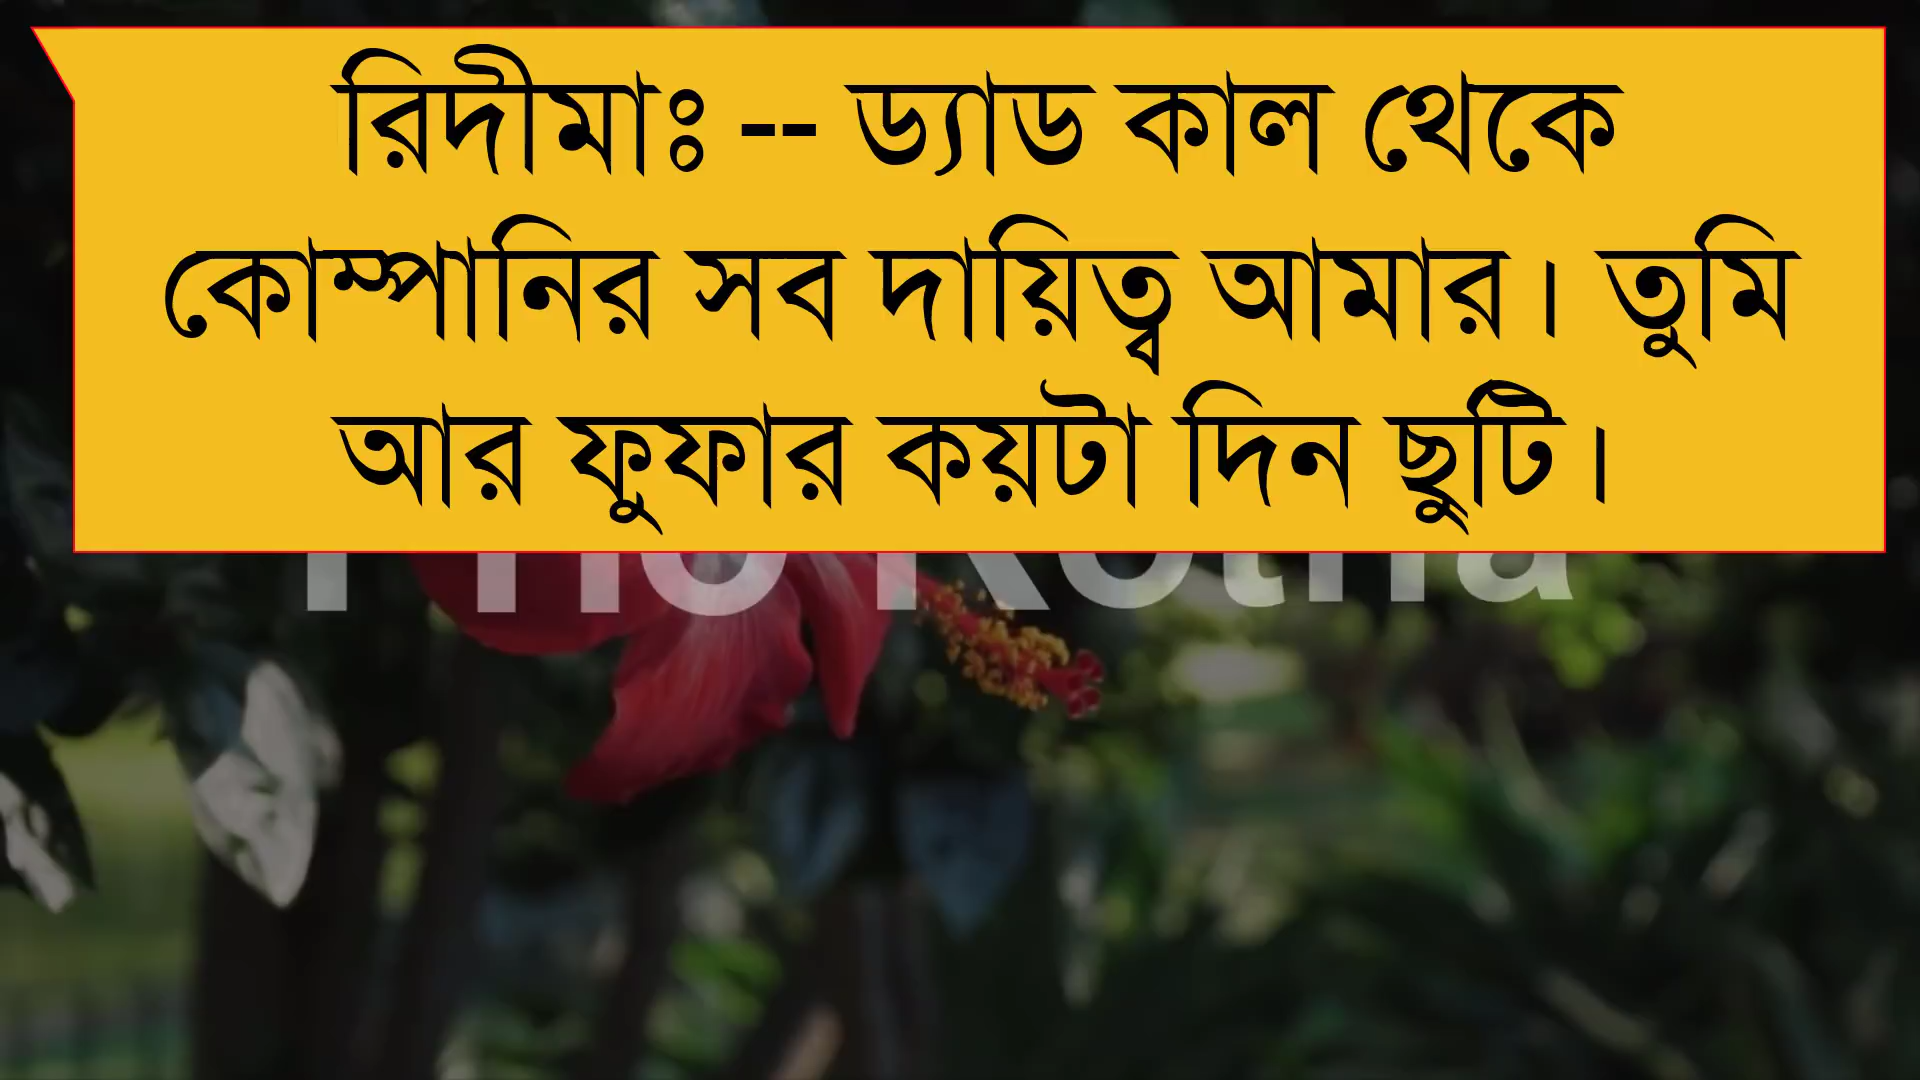 রিদীমাঃ -- ড্যাড কাল থেকে
কোম্পানির সব দায়িত্ব আমার। তুমি
আর ফুফার কয়টা দিন ছুটি।